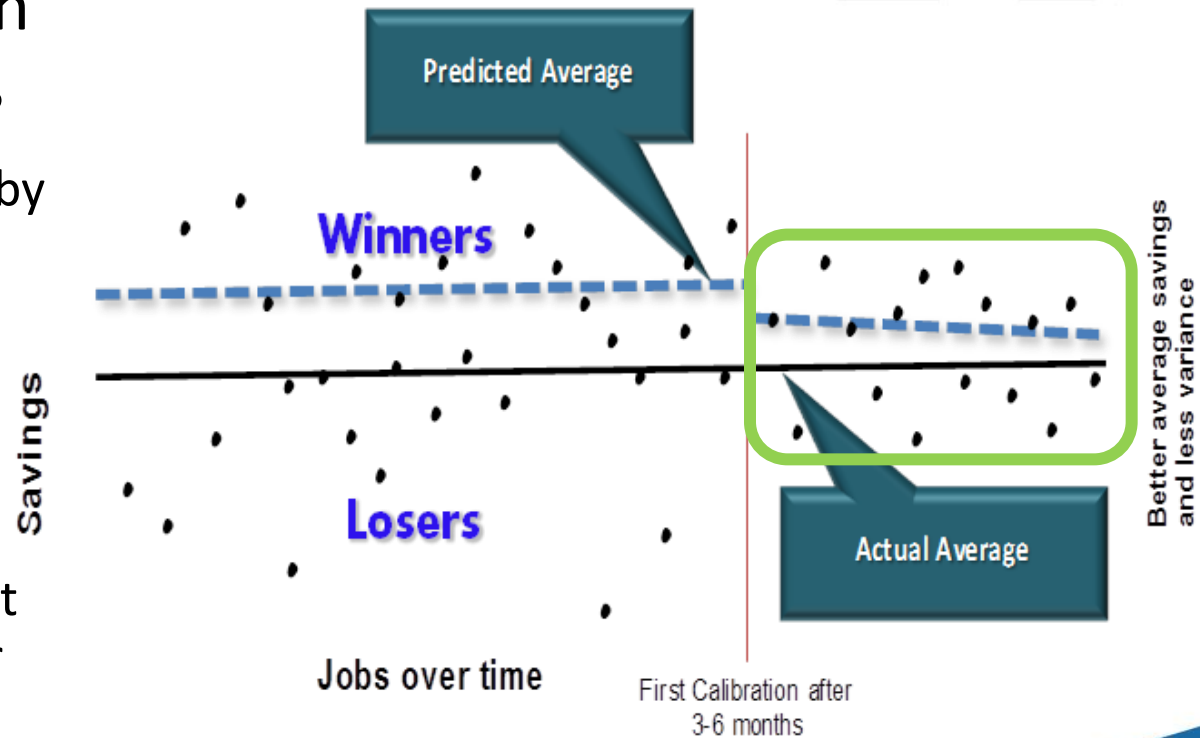 n
by
t
Predicted Average
Winners
Losers
Savings
Better average savings
and less variance
Actual Average
Jobs over time
First Calibration after
3-6 months